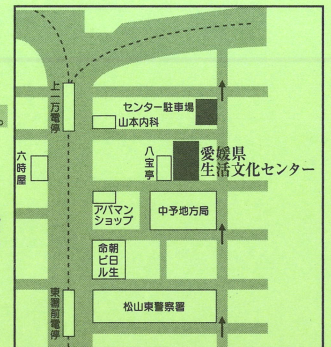 上一万電停
センター駐車場
山本内科
六時屋
八宝亭
愛媛県
生活文化センター
アパマン
ショップ
中予地方局
朝日生命ビル
東署前電停
松山東警察署